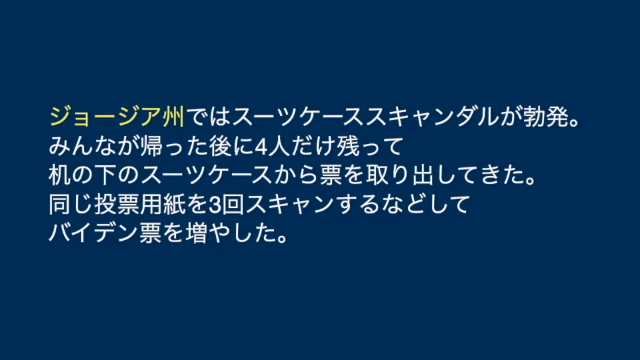 ジョージア州ではスーツケーススキャンダルが勃発。
みんなが帰った後に4人だけ残って
机の下のスーツケースから票を取り出してきた。
同じ投票用紙を3回スキャンするなどして
バイデン票を増やした。